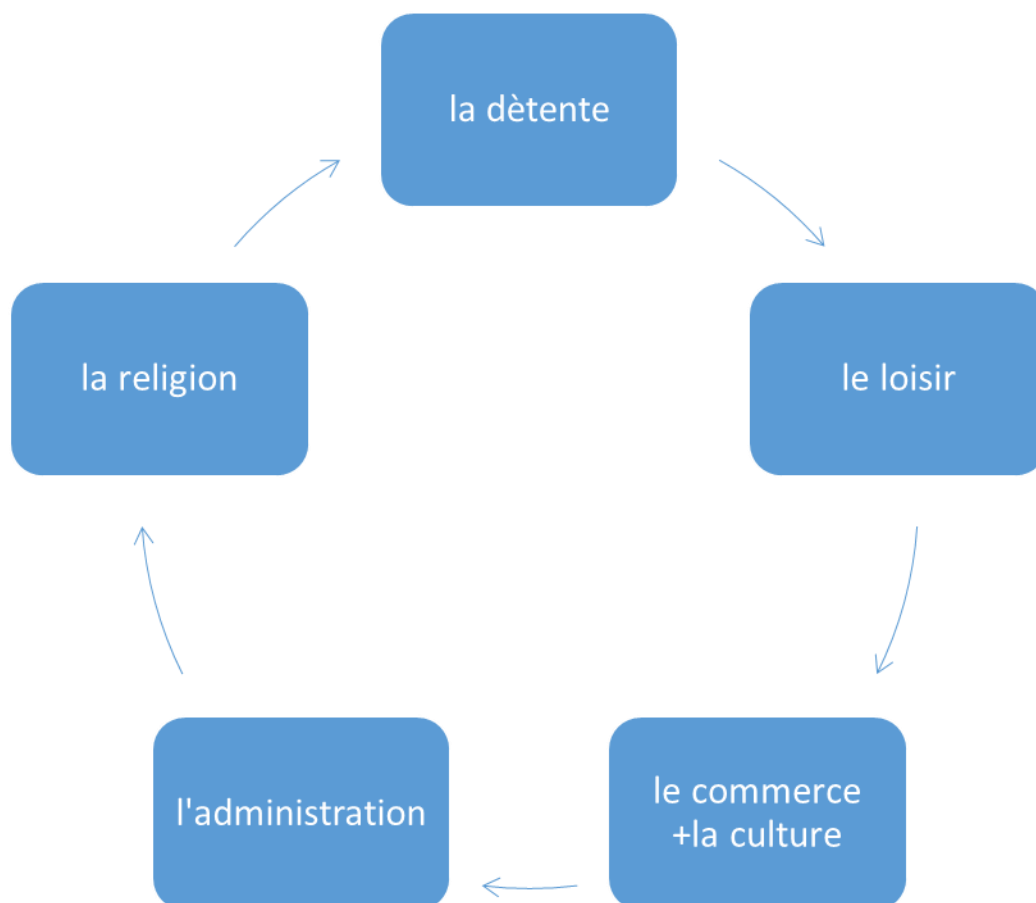 la dètente
le loisir
le commerce
+la culture
l'administration
la religion